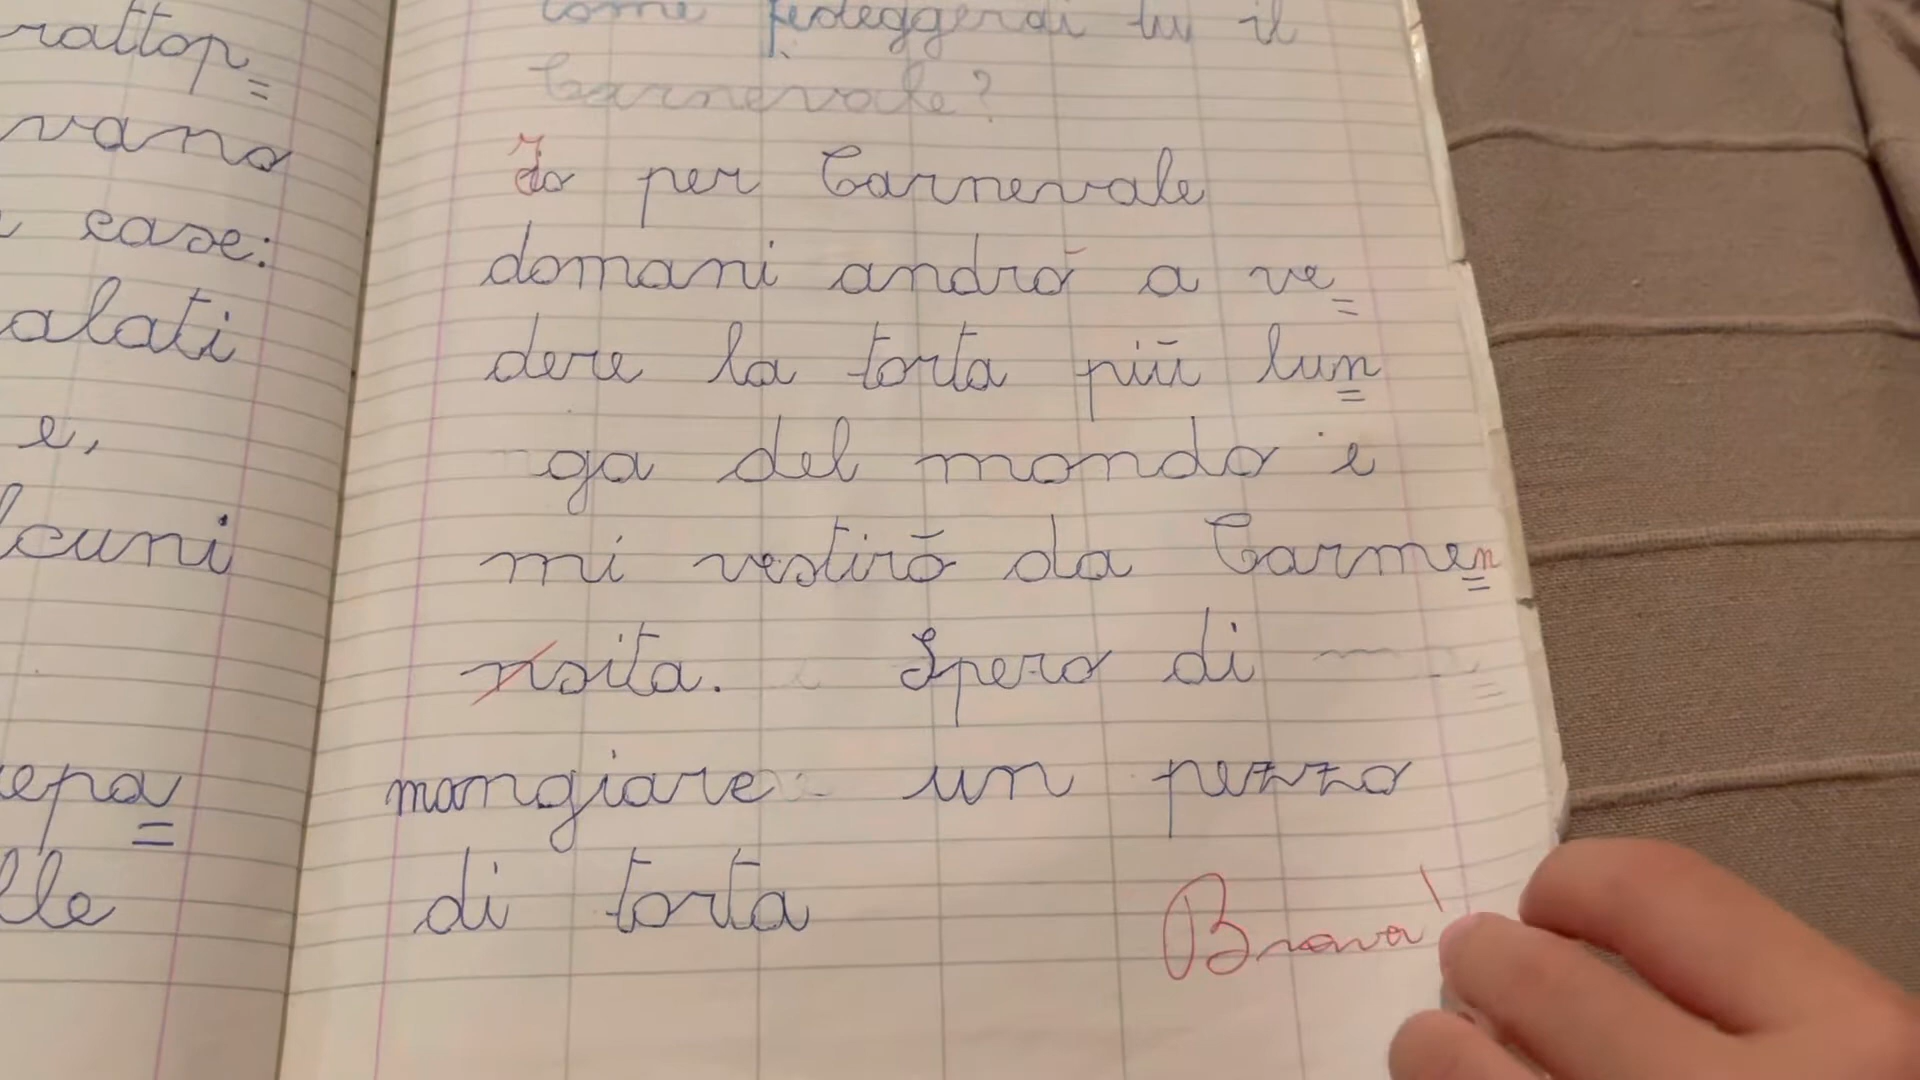 rattop=
vano
case:
alati
e,
lcuni
epa=
lle
come festeggerai tu il
Carnevale?
Io per Carnevale
domani andrò a ve=
dere la torta più lun=
ga del mondo e
mi vestirò da Carmen=
nsita. Spero di
mangiare un pezzo
di torta
Brava!